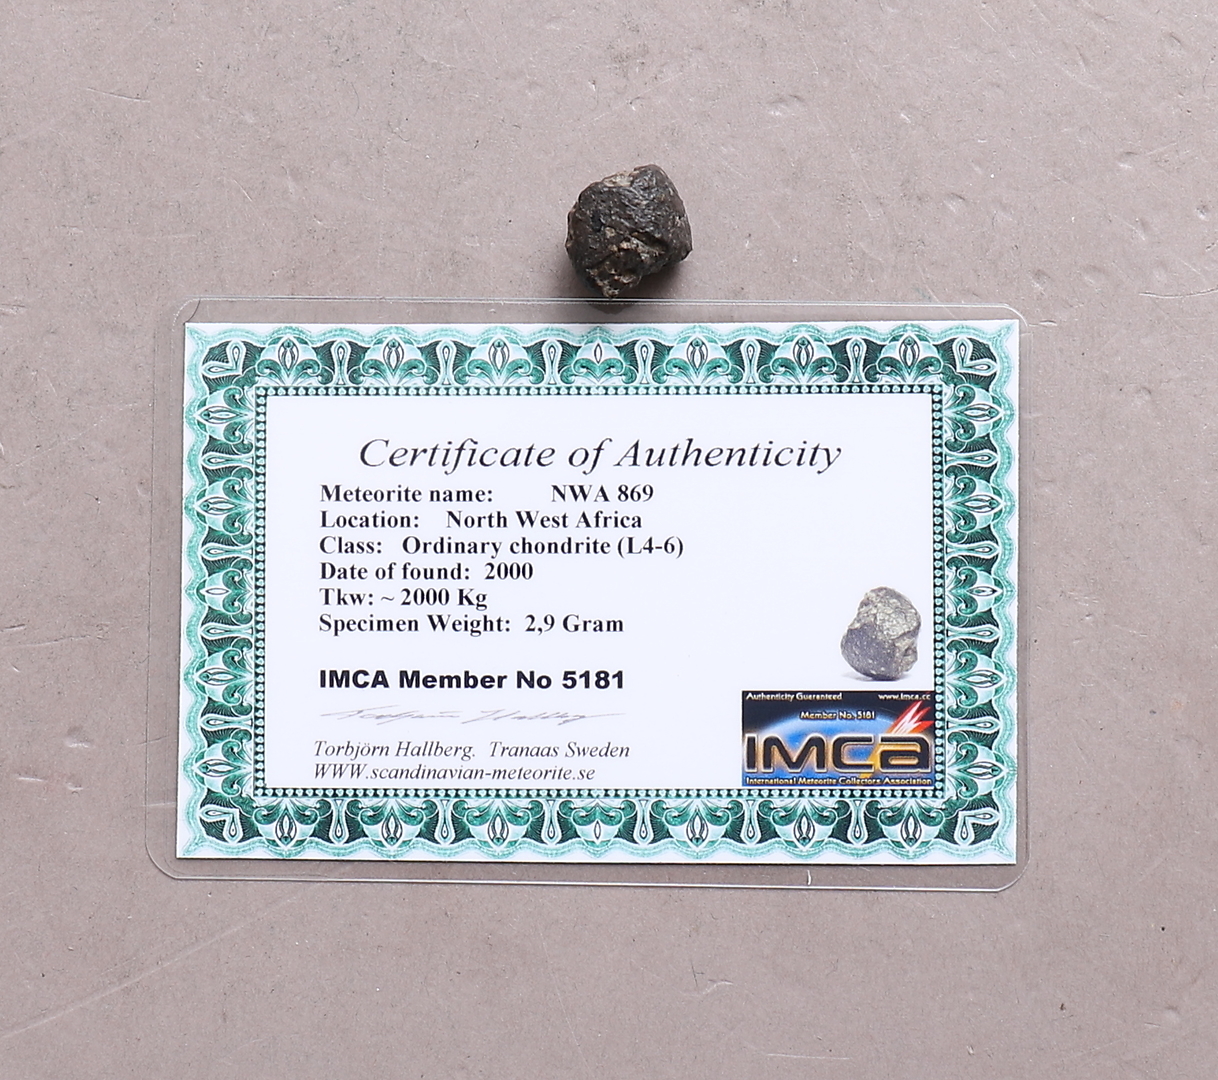 Certificate of Authenticity
Meteorite name: NWA 869
Location: North West Africa
Class: Ordinary chondrite (L4-6)
Date of found: 2000
Tkw: ~ 2000 Kg
Specimen Weight: 2,9 Gram
IMCA Member No 5181
Torbjörn Hallberg. Tranaas Sweden
WWW.scandinavian-meteorite.se
Authenticity Guaranteed www.imca.cc
Member No. 5181
IMCA
International Meteorite Collectors Association